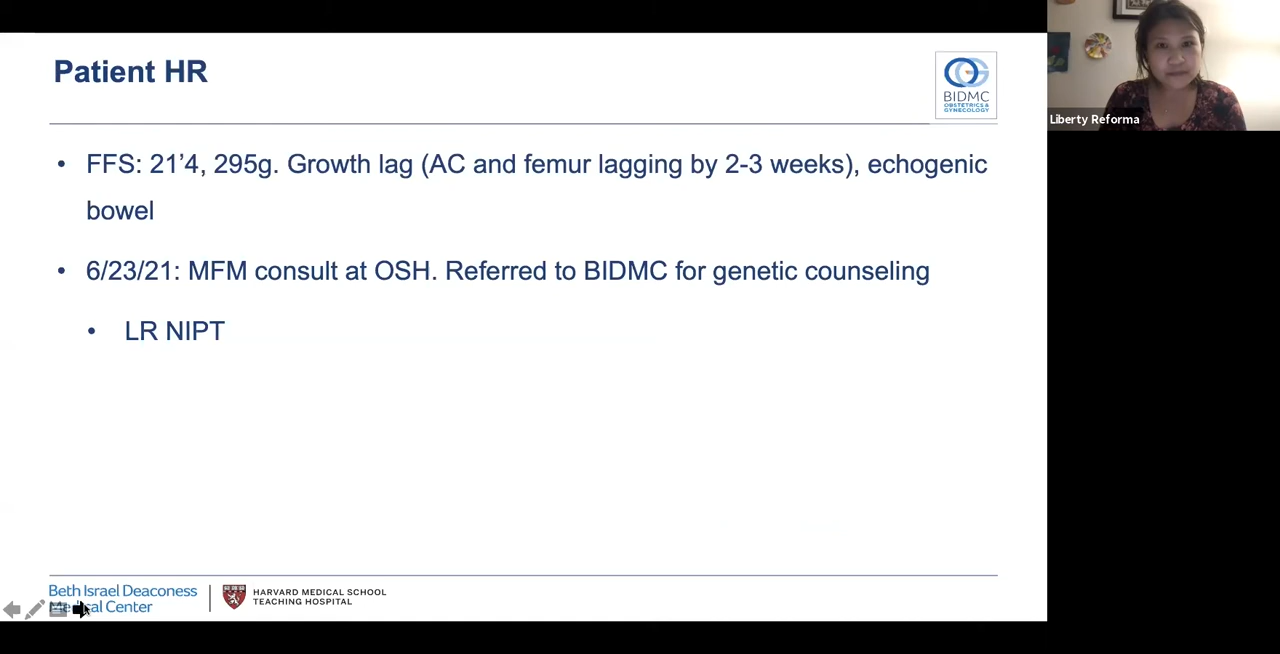 Patient HR
BIDMC
OBSTETRICS &
GYNECOLOGY
Liberty Reforma
• FFS: 21’4, 295g. Growth lag (AC and femur lagging by 2-3 weeks), echogenic
bowel
• 6/23/21: MFM consult at OSH. Referred to BIDMC for genetic counseling
• LR NIPT
Beth Israel Deaconess
Medical Center
HARVARD MEDICAL SCHOOL
TEACHING HOSPITAL